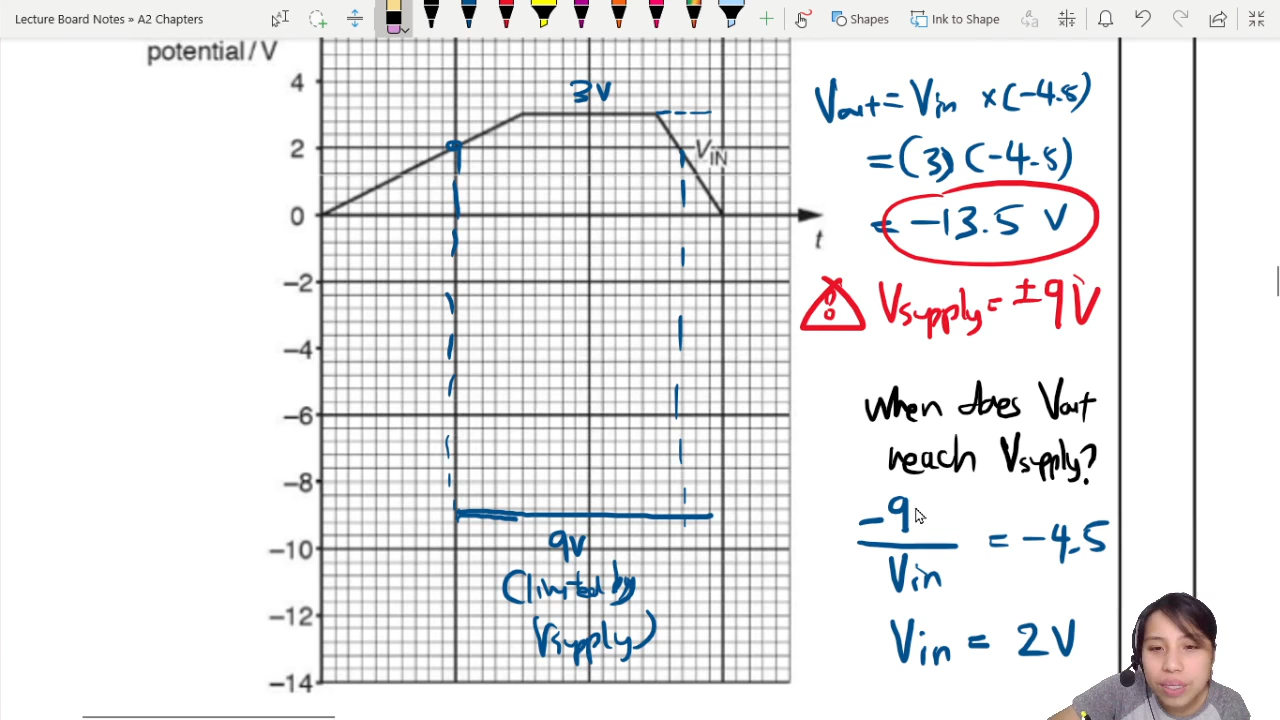 Lecture Board Notes » A2 Chapters
Shapes
Ink to Shape
potential / V
4
2
0
−2
−4
−6
−8
−10
−12
−14
3V
VIN
t
9V
(limited by
Vsupply)
Vout = Vin × (-4.5)
= (3) (-4.5)
= -13.5 V
Vsupply = ±9V
When does Vout
reach Vsupply?
-9
Vin
= -4.5
Vin = 2V